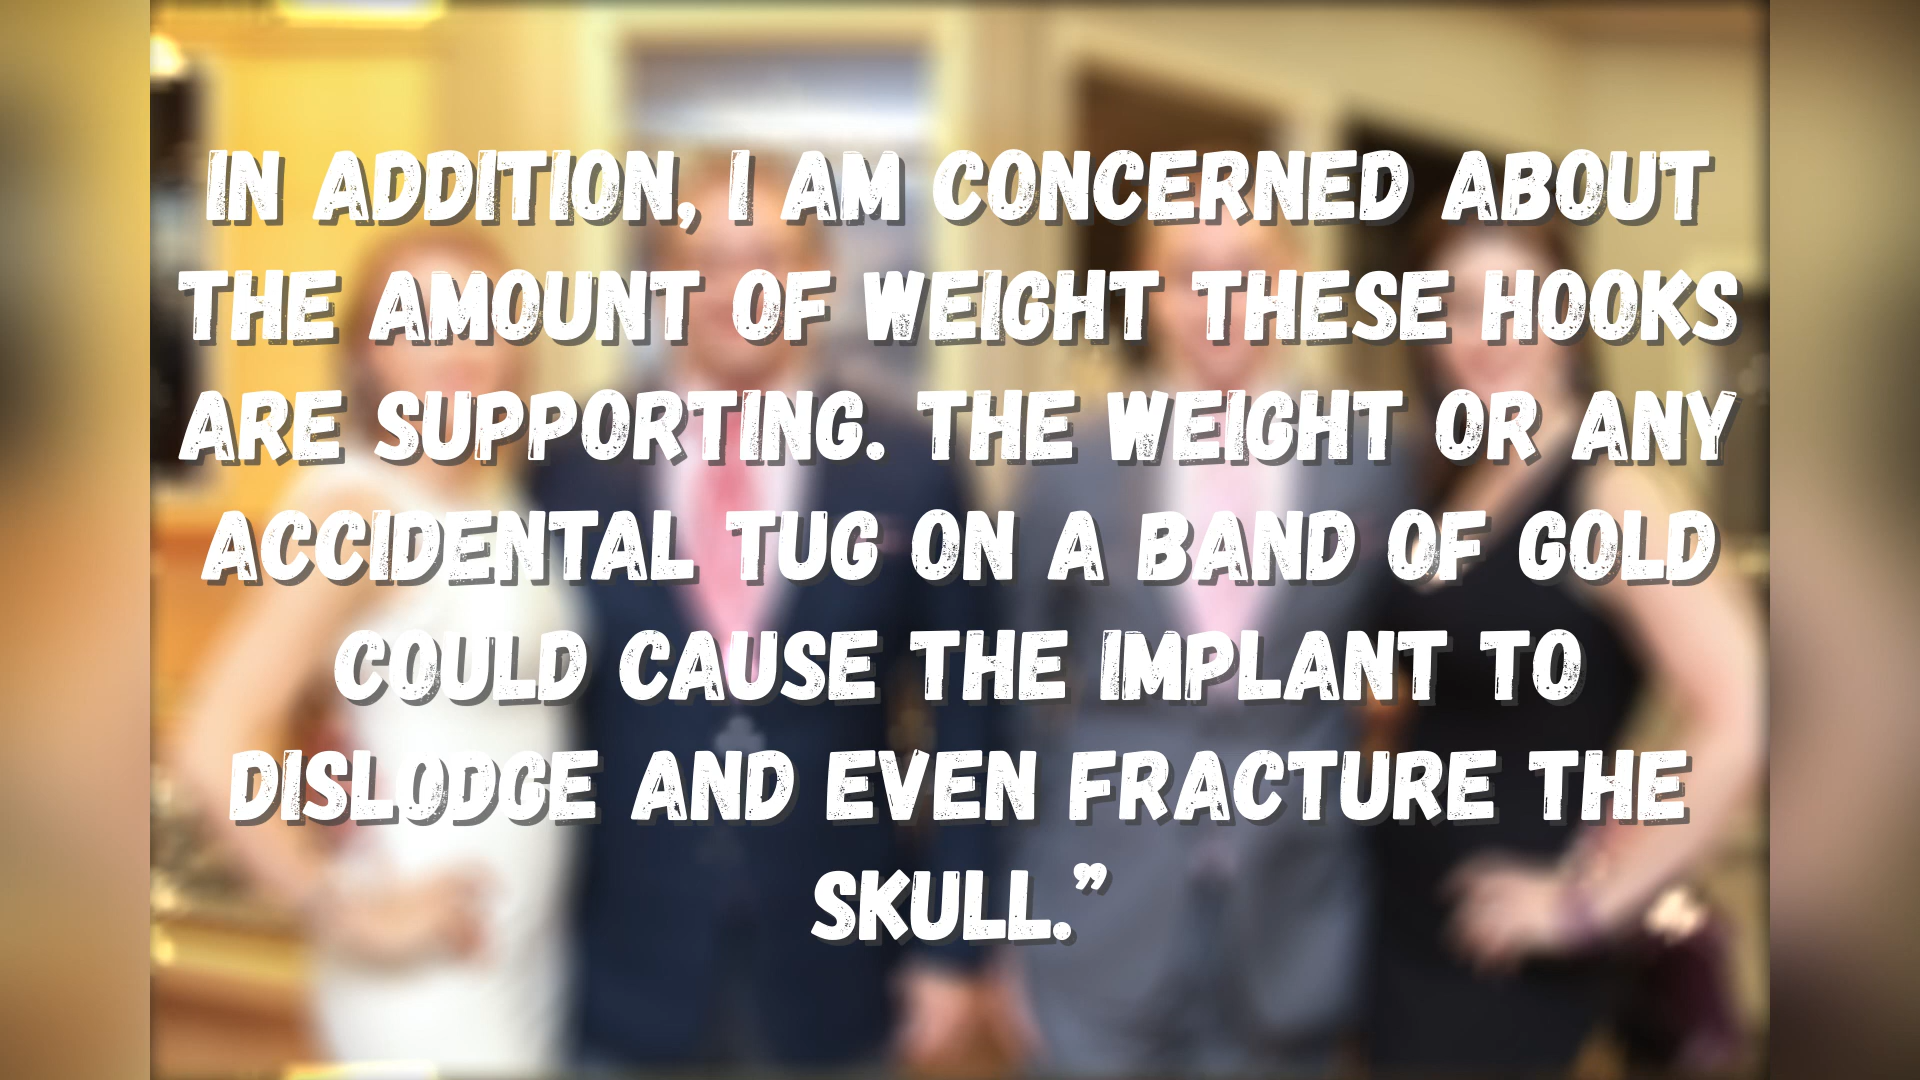 IN ADDITION, I AM CONCERNED ABOUT
THE AMOUNT OF WEIGHT THESE HOOKS
ARE SUPPORTING. THE WEIGHT OR ANY
ACCIDENTAL TUG ON A BAND OF GOLD
COULD CAUSE THE IMPLANT TO
DISLODGE AND EVEN FRACTURE THE
SKULL.”